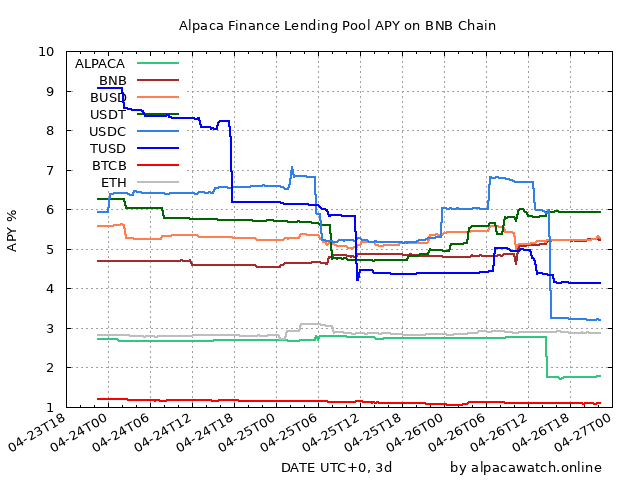 Alpaca Finance Lending Pool APY on BNB Chain
APY %
10
9
8
7
6
5
4
3
2
1
ALPACA
BNB
BUSD
USDT
USDC
TUSD
BTCB
ETH
04-23T18
04-24T00
04-24T06
04-24T12
04-24T18
04-25T00
04-25T06
04-25T12
04-25T18
04-26T00
04-26T06
04-26T12
04-26T18
04-27T00
DATE UTC+0, 3d
by alpacawatch.online